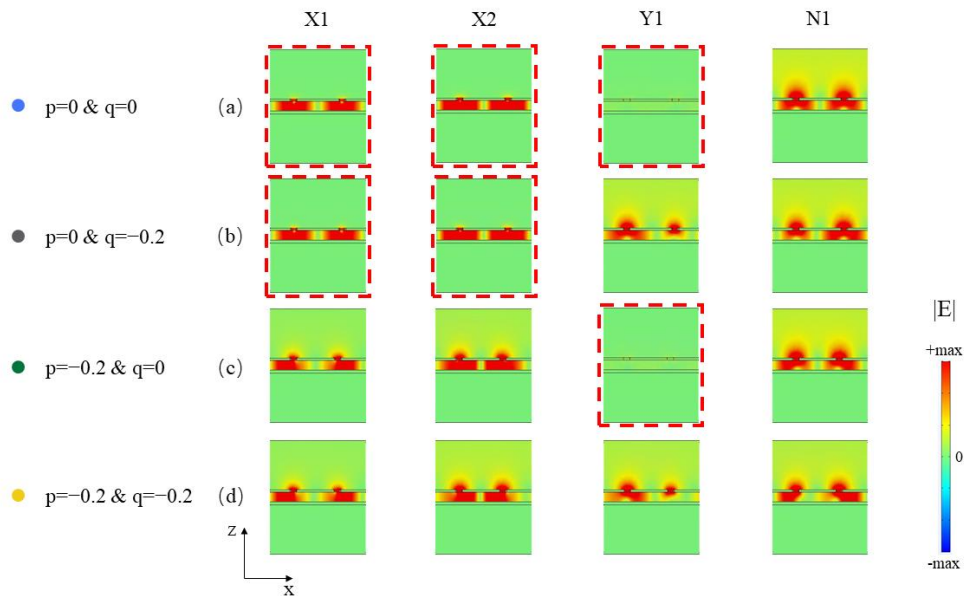 X1 X2 Y1 N1
p=0 & q=0 (a)
p=0 & q=−0.2 (b)
|E|
+max
p=−0.2 & q=0 (c)
0
p=−0.2 & q=−0.2 (d)
z
x
-max